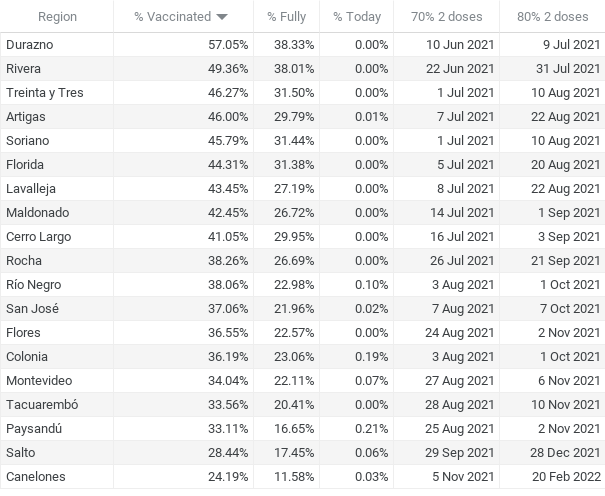 Region % Vaccinated % Fully % Today 70% 2 doses 80% 2 doses
Durazno 57.05% 38.33% 0.00% 10 Jun 2021 9 Jul 2021
Rivera 49.36% 38.01% 0.00% 22 Jun 2021 31 Jul 2021
Treinta y Tres 46.27% 31.50% 0.00% 1 Jul 2021 10 Aug 2021
Artigas 46.00% 29.79% 0.01% 7 Jul 2021 22 Aug 2021
Soriano 45.79% 31.44% 0.00% 1 Jul 2021 10 Aug 2021
Florida 44.31% 31.38% 0.00% 5 Jul 2021 20 Aug 2021
Lavalleja 43.45% 27.19% 0.00% 8 Jul 2021 22 Aug 2021
Maldonado 42.45% 26.72% 0.00% 14 Jul 2021 1 Sep 2021
Cerro Largo 41.05% 29.95% 0.00% 16 Jul 2021 3 Sep 2021
Rocha 38.26% 26.69% 0.00% 26 Jul 2021 21 Sep 2021
Río Negro 38.06% 22.98% 0.10% 3 Aug 2021 1 Oct 2021
San José 37.06% 21.96% 0.02% 7 Aug 2021 7 Oct 2021
Flores 36.55% 22.57% 0.00% 24 Aug 2021 2 Nov 2021
Colonia 36.19% 23.06% 0.19% 3 Aug 2021 1 Oct 2021
Montevideo 34.04% 22.11% 0.07% 27 Aug 2021 6 Nov 2021
Tacuarembó 33.56% 20.41% 0.00% 28 Aug 2021 10 Nov 2021
Paysandú 33.11% 16.65% 0.21% 25 Aug 2021 2 Nov 2021
Salto 28.44% 17.45% 0.06% 29 Sep 2021 28 Dec 2021
Canelones 24.19% 11.58% 0.03% 5 Nov 2021 20 Feb 2022